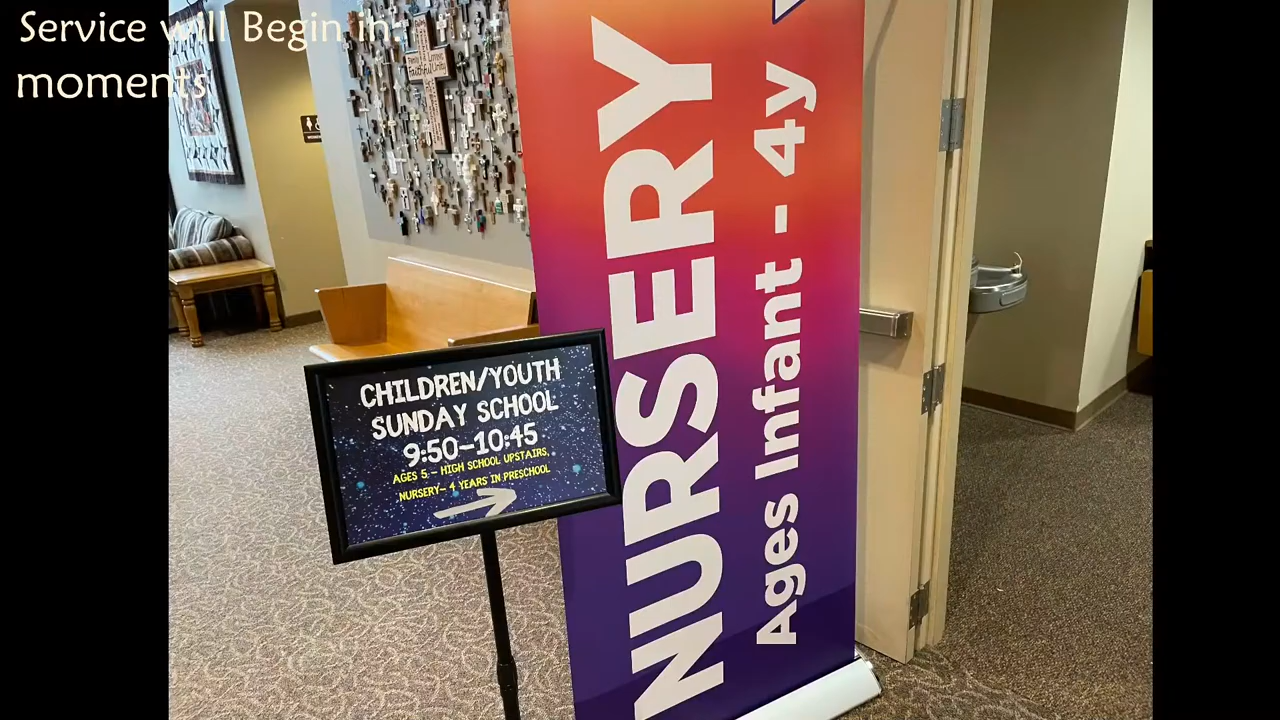 Service will Begin in:
moments
CHILDREN/YOUTH
SUNDAY SCHOOL
9:50-10:45
AGES 5 - HIGH SCHOOL UPSTAIRS,
NURSERY- 4 YEARS IN PRESCHOOL
NURSERY
Ages Infant - 4y